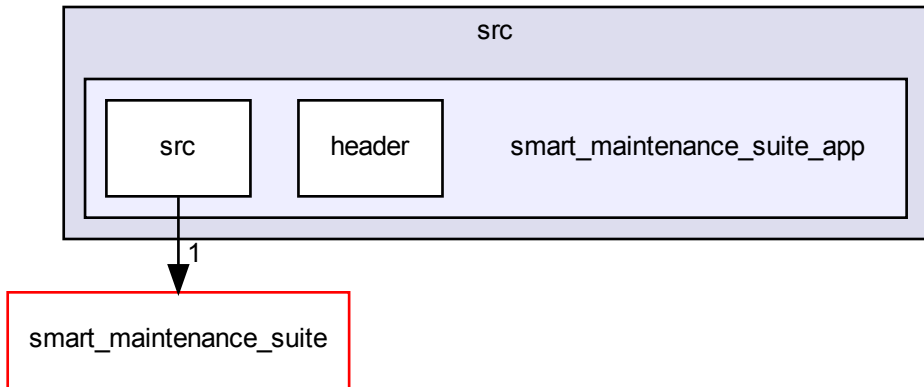 src
src
header
smart_maintenance_suite_app
1
smart_maintenance_suite